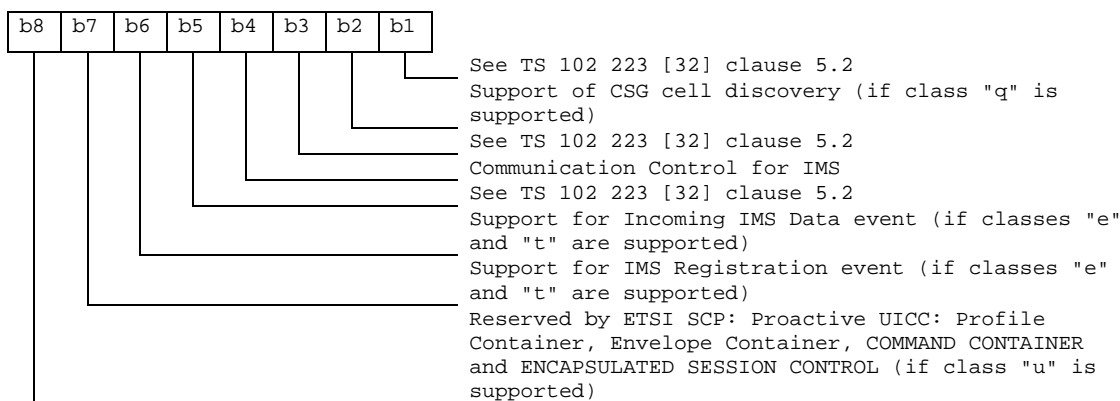 b8 b7 b6 b5 b4 b3 b2 b1
See TS 102 223 [32] clause 5.2
Support of CSG cell discovery (if class "q" is
supported)
See TS 102 223 [32] clause 5.2
Communication Control for IMS
See TS 102 223 [32] clause 5.2
Support for Incoming IMS Data event (if classes "e"
and "t" are supported)
Support for IMS Registration event (if classes "e"
and "t" are supported)
Reserved by ETSI SCP: Proactive UICC: Profile
Container, Envelope Container, COMMAND CONTAINER
and ENCAPSULATED SESSION CONTROL (if class "u" is
supported)